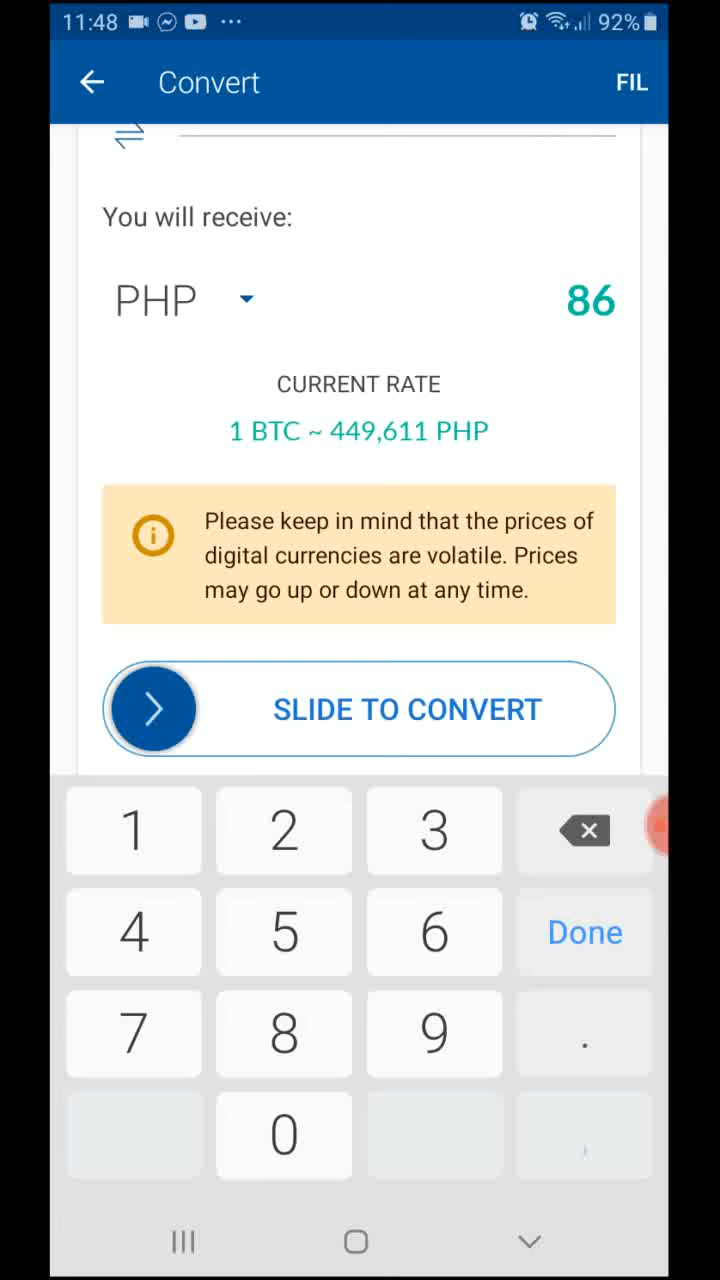 11:48 ... 92%
Convert FIL
You will receive:
PHP 86
CURRENT RATE
1 BTC ~ 449,611 PHP
Please keep in mind that the prices of
digital currencies are volatile. Prices
may go up or down at any time.
SLIDE TO CONVERT
1 2 3
4 5 6 Done
7 8 9 .
0 ,